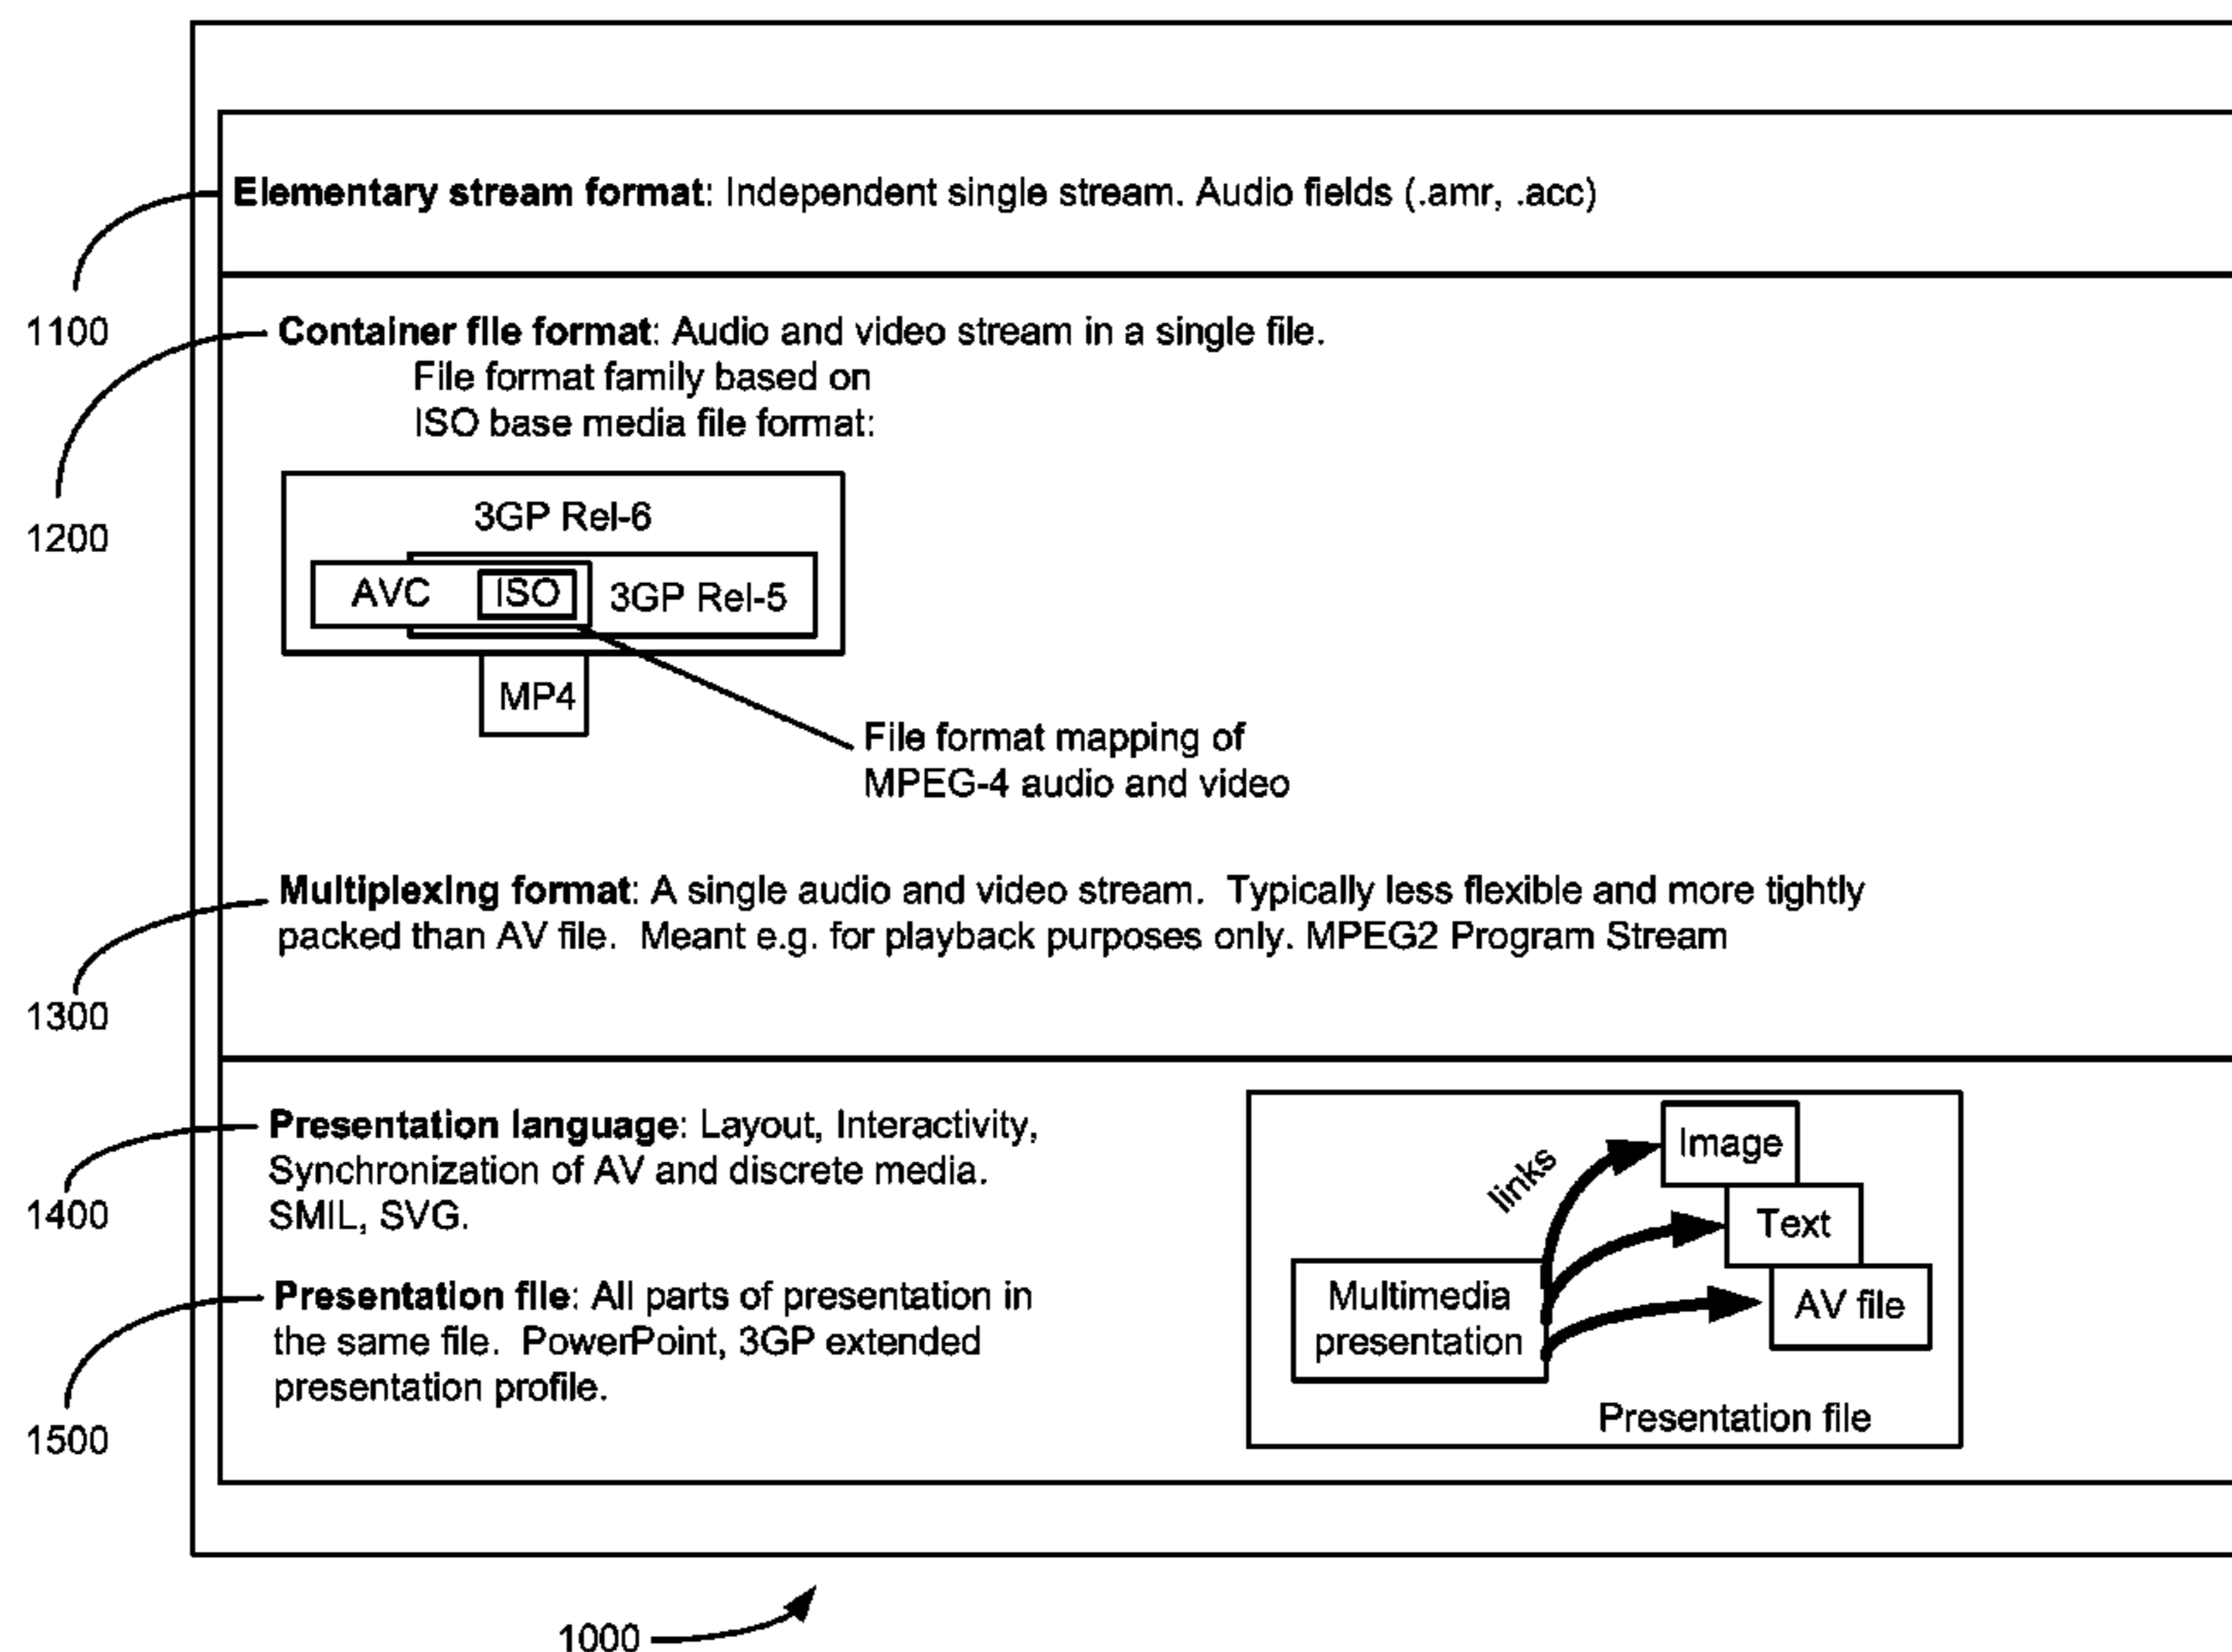 Elementary stream format: Independent single stream. Audio fields (.amr, .acc)
1100
Container file format: Audio and video stream in a single file.
File format family based on
ISO base media file format:
1200
3GP Rel-6
AVC
ISO
3GP Rel-5
MP4
File format mapping of
MPEG-4 audio and video
Multiplexing format: A single audio and video stream. Typically less flexible and more tightly
packed than AV file. Meant e.g. for playback purposes only. MPEG2 Program Stream
1300
Presentation language: Layout, Interactivity,
Synchronization of AV and discrete media.
SMIL, SVG.
1400
Presentation file: All parts of presentation in
the same file. PowerPoint, 3GP extended
presentation profile.
1500
links
Image
Text
AV file
Multimedia
presentation
Presentation file
1000